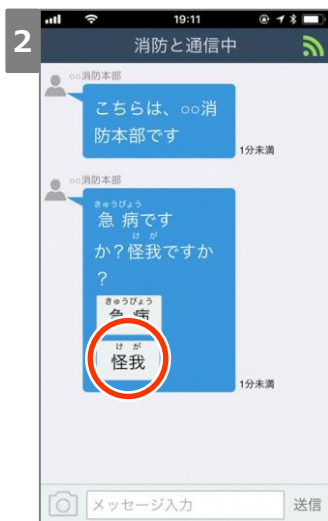 2
19:11
消防と通信中
○○消防本部
こちらは、○○消
防本部です
1分未満
○○消防本部
きゅうびょう
急 病です
けが
か?怪我ですか
?
きゅうびょう
急 病
けが
怪我
1分未満
メッセージ入力
送信